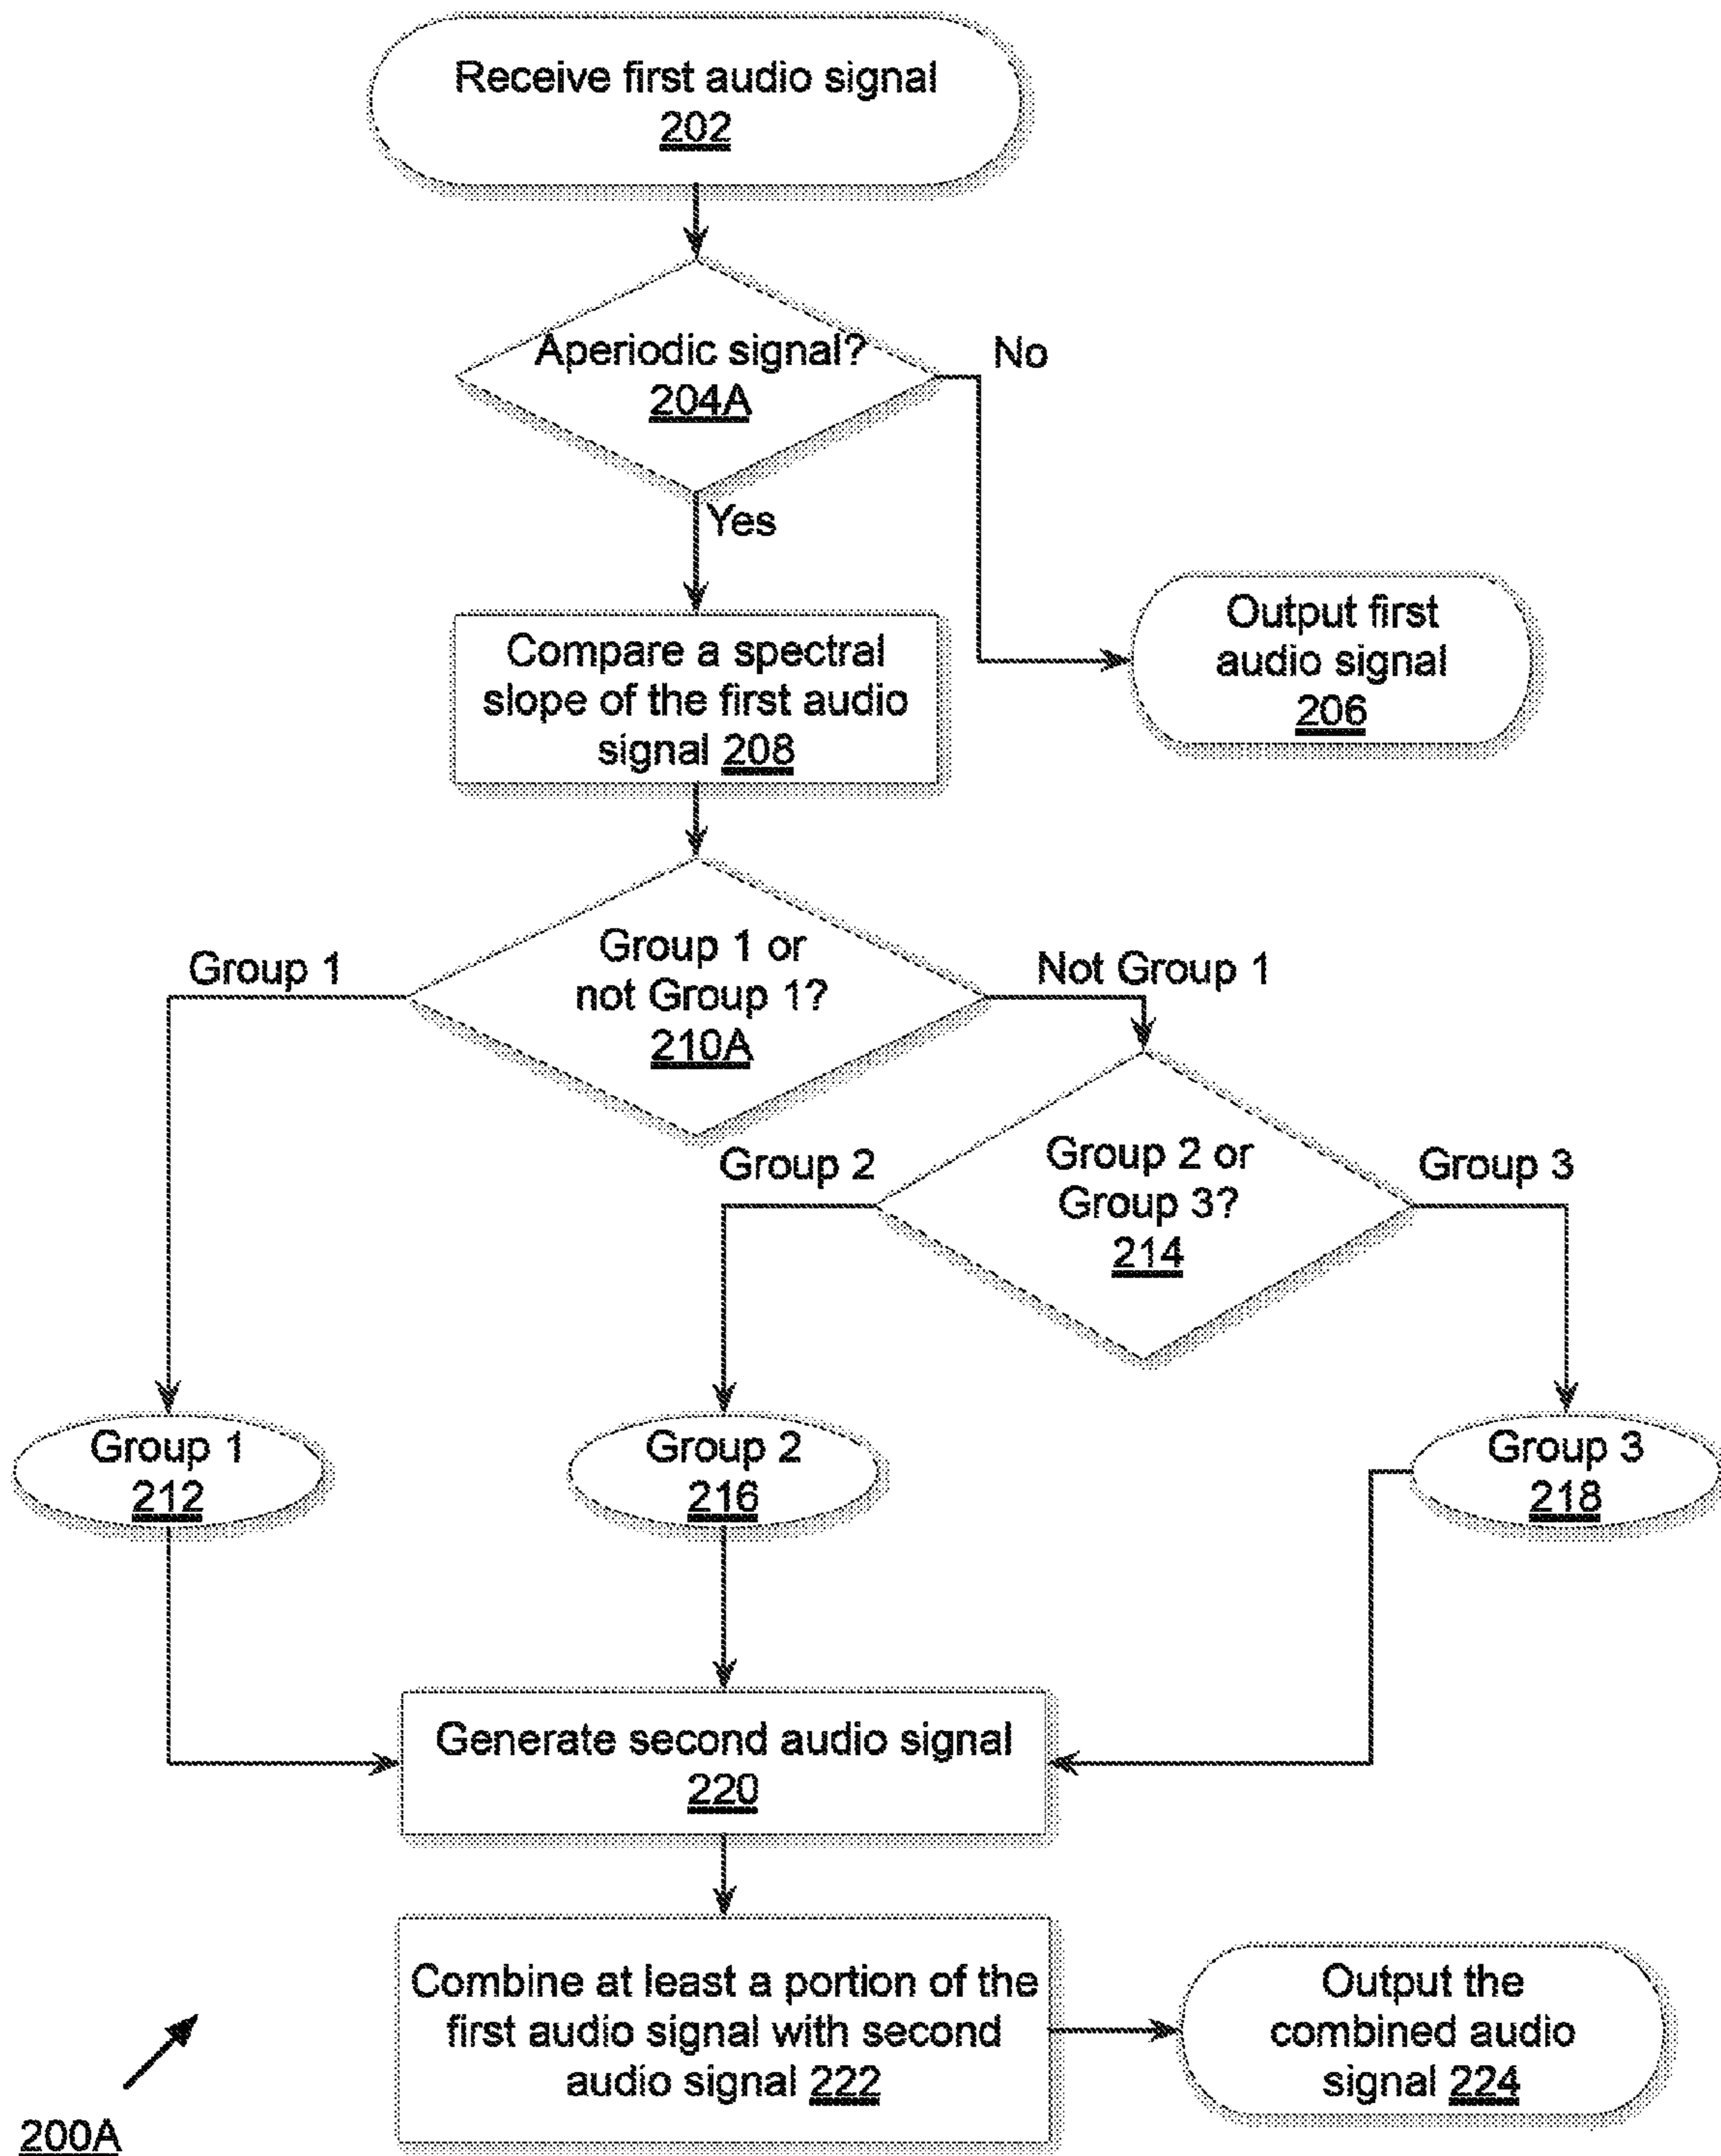 Receive first audio signal
202
Aperiodic signal?
204A
No
Yes
Output first
audio signal
206
Compare a spectral
slope of the first audio
signal 208
Group 1 or
not Group 1?
210A
Group 1
Not Group 1
Group 2 or
Group 3?
214
Group 2
Group 3
Group 1
212
Group 2
216
Group 3
218
Generate second audio signal
220
Combine at least a portion of the
first audio signal with second
audio signal 222
Output the
combined audio
signal 224
200A